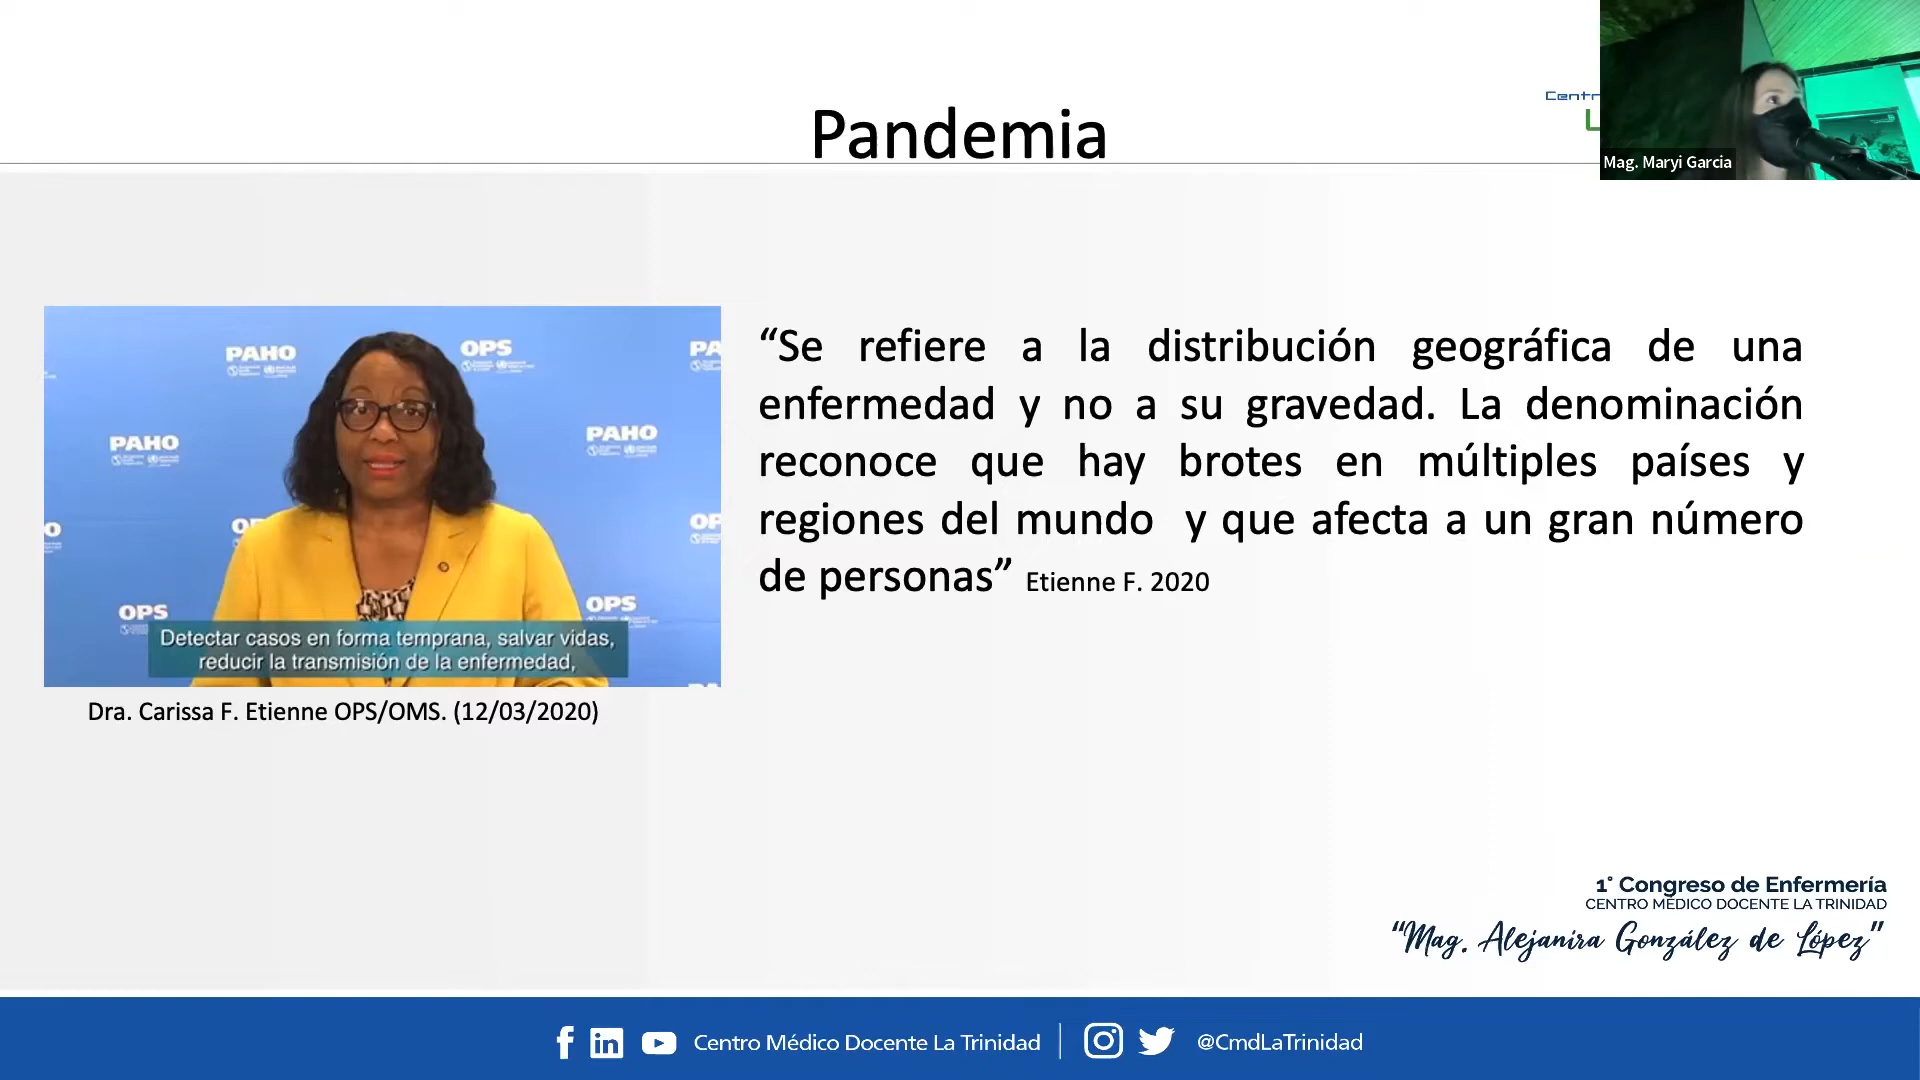 Pandemia
Mag. Maryi Garcia
PAHO
OPS
PAHO
PAHO
OPS
OPS
Detectar casos en forma temprana, salvar vidas,
reducir la transmisión de la enfermedad,
Dra. Carissa F. Etienne OPS/OMS. (12/03/2020)
“Se refiere a la distribución geográfica de una
enfermedad y no a su gravedad. La denominación
reconoce que hay brotes en múltiples países y
regiones del mundo y que afecta a un gran número
de personas” Etienne F. 2020
1° Congreso de Enfermería
CENTRO MÉDICO DOCENTE LA TRINIDAD
“Mag. Alejanira González de López”
Centro Médico Docente La Trinidad
@CmdLaTrinidad